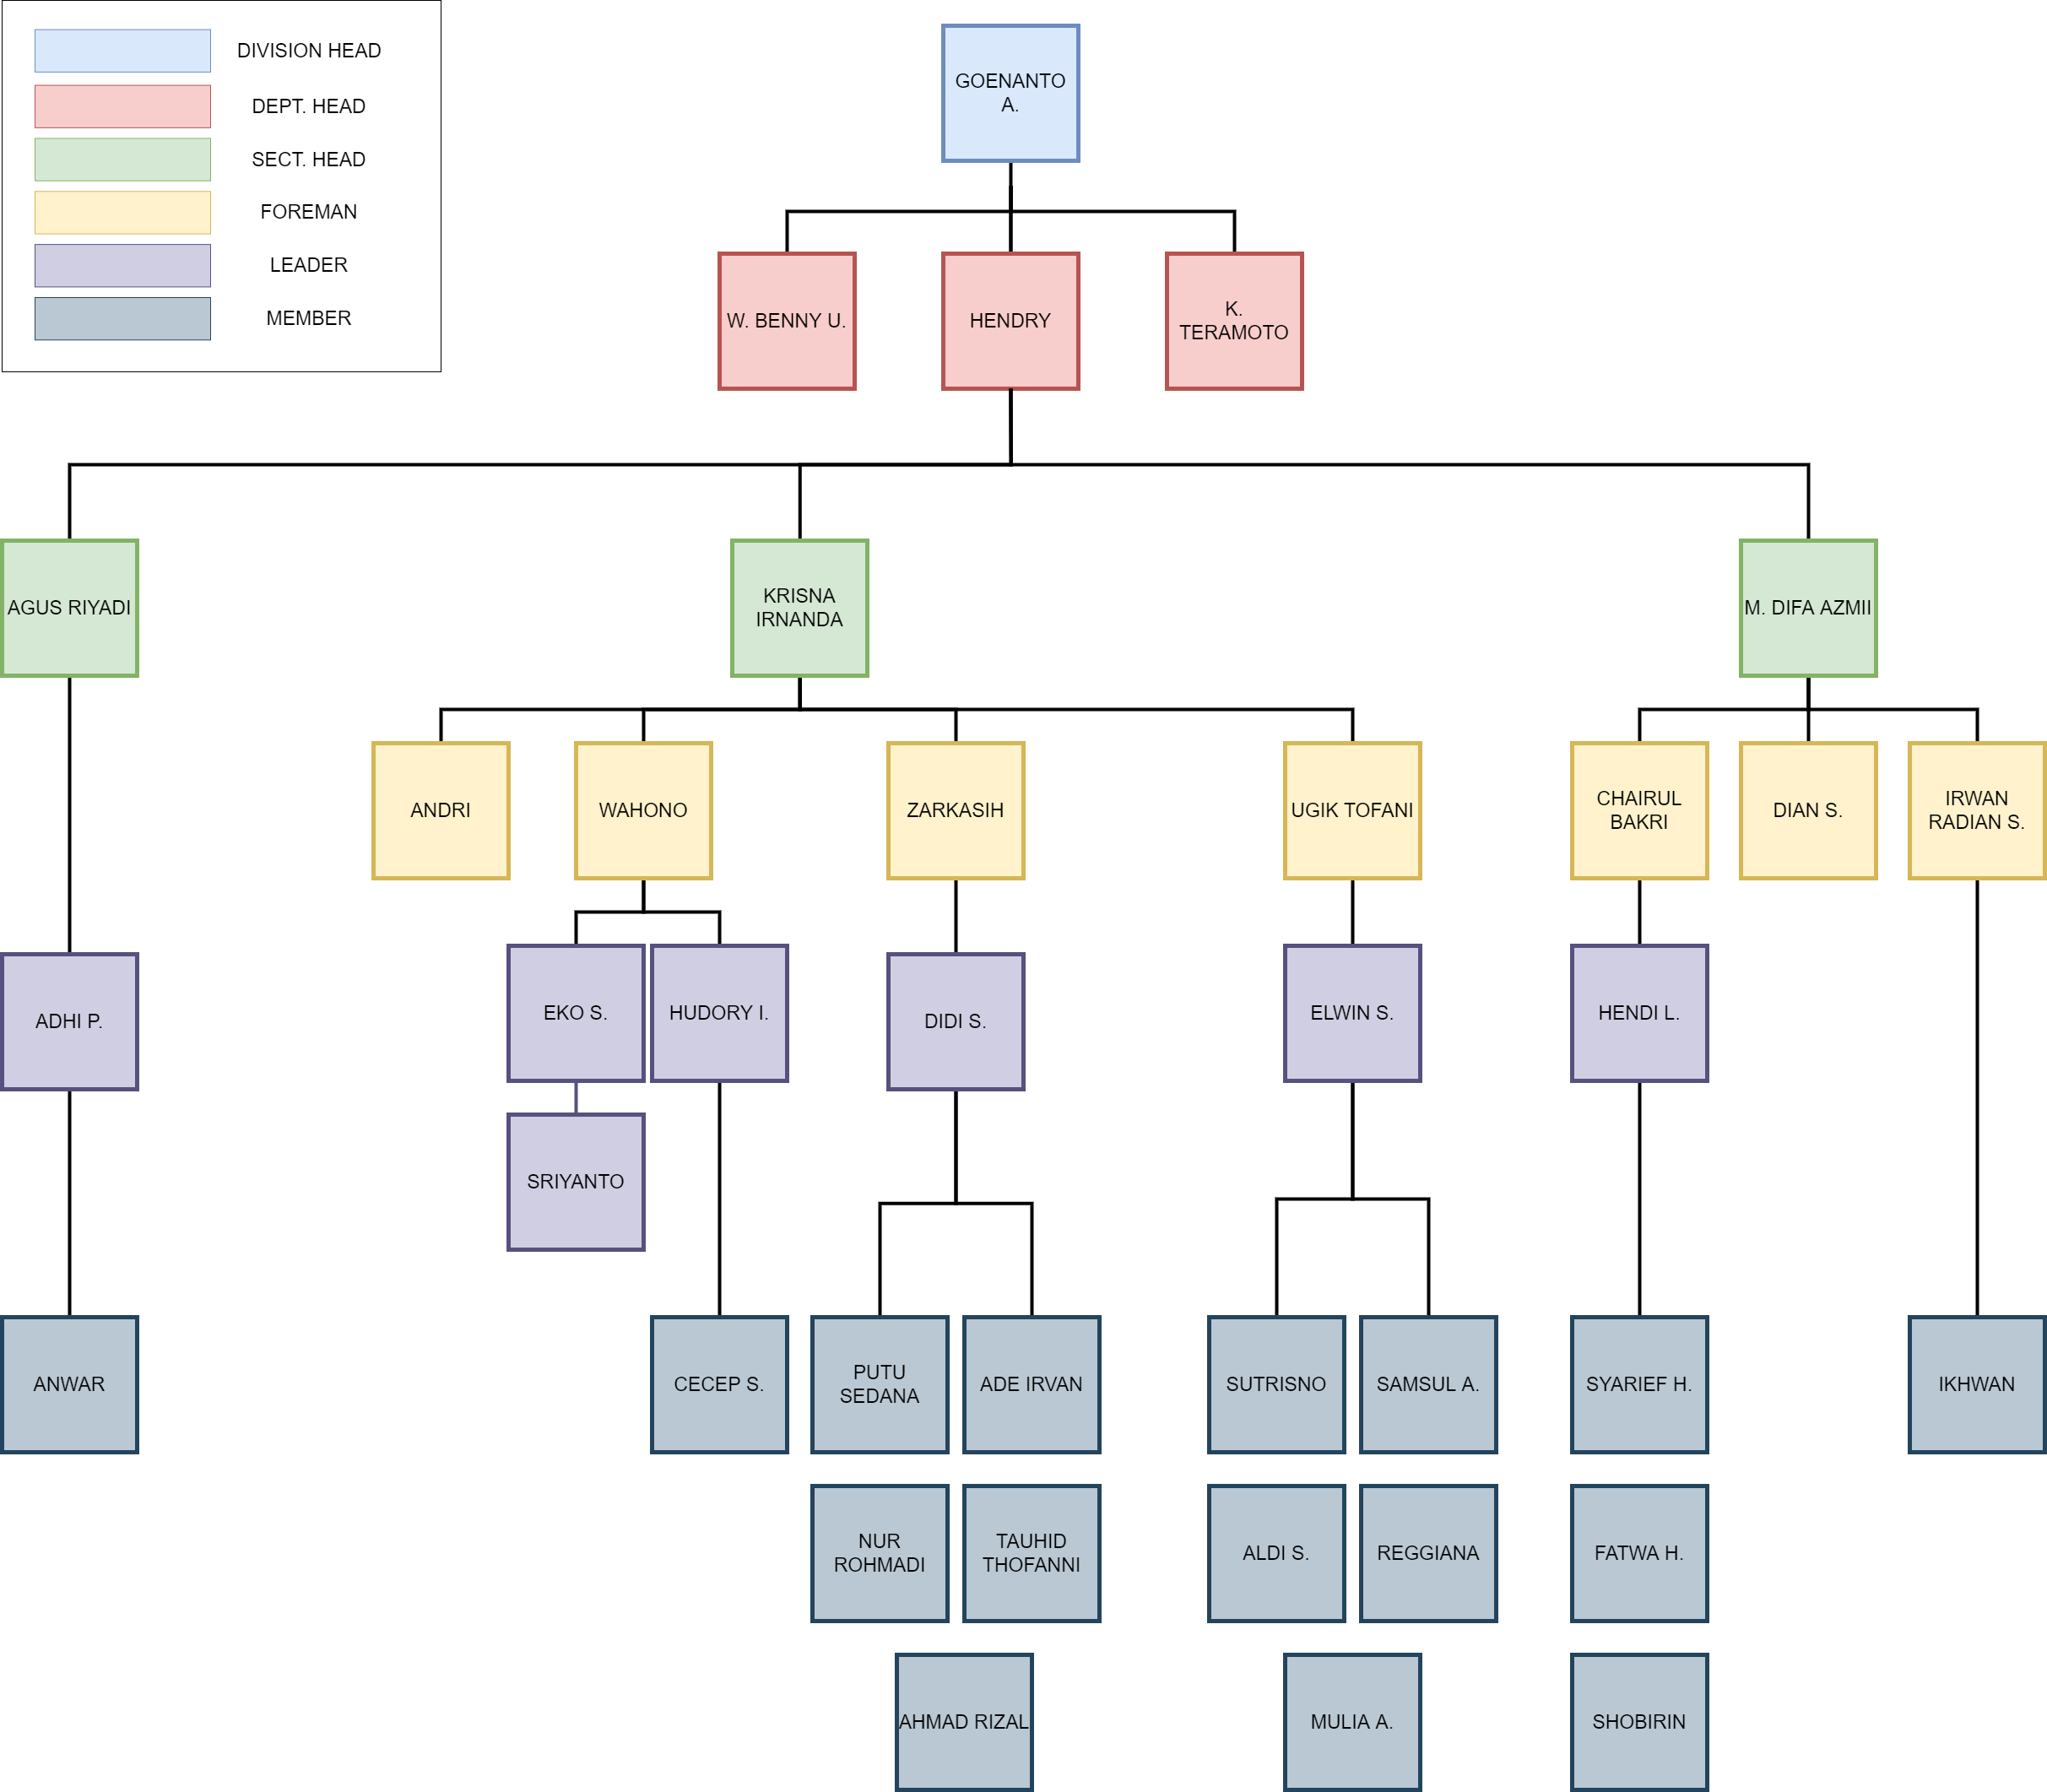 DIVISION HEAD
DEPT. HEAD
SECT. HEAD
FOREMAN
LEADER
MEMBER
GOENANTO
A.
W. BENNY U.
HENDRY
K.
TERAMOTO
AGUS RIYADI
KRISNA
IRNANDA
M. DIFA AZMII
ANDRI
WAHONO
ZARKASIH
UGIK TOFANI
CHAIRUL
BAKRI
DIAN S.
IRWAN
RADIAN S.
ADHI P.
EKO S.
HUDORY I.
DIDI S.
ELWIN S.
HENDI L.
SRIYANTO
ANWAR
CECEP S.
PUTU
SEDANA
ADE IRVAN
SUTRISNO
SAMSUL A.
SYARIEF H.
IKHWAN
NUR
ROHMADI
TAUHID
THOFANNI
ALDI S.
REGGIANA
FATWA H.
AHMAD RIZAL
MULIA A.
SHOBIRIN